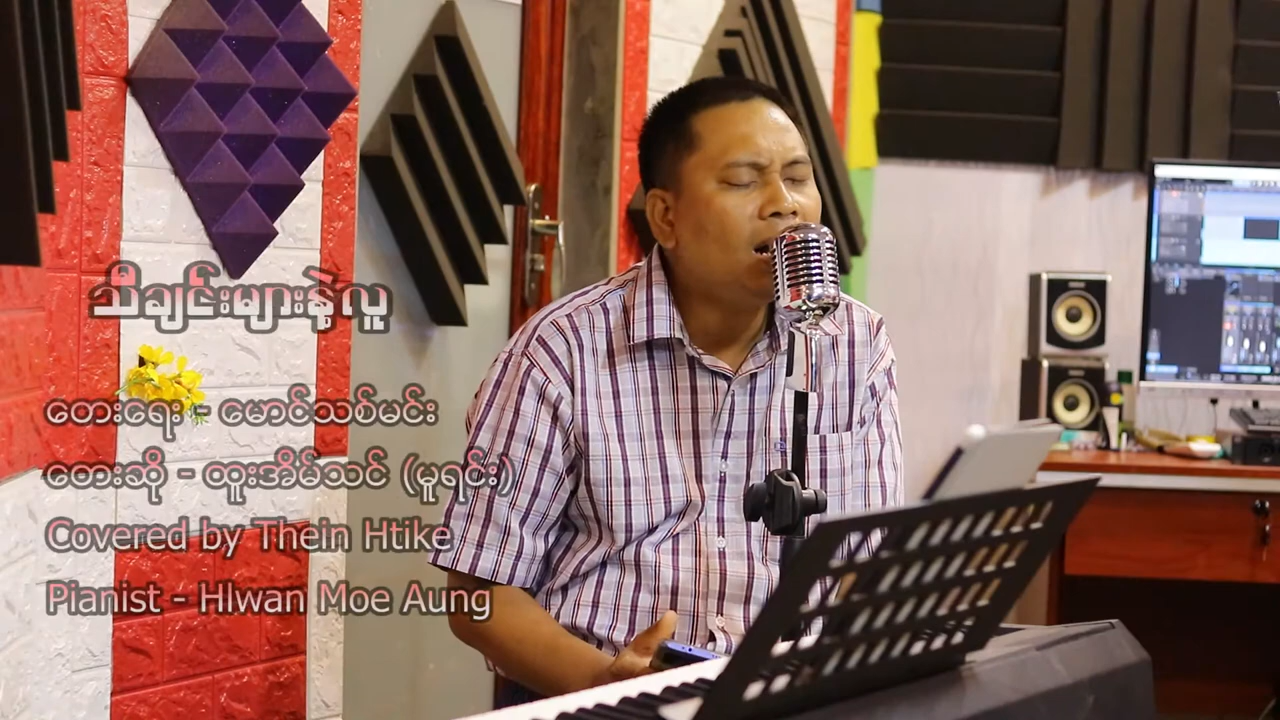 သီချင်းများနဲ့လူ
တေးရေး - မောင်သစ်မင်း
တေးဆို - ထူးအိမ်သင် (မူရင်း)
Covered by Thein Htike
Pianist - Hlwan Moe Aung